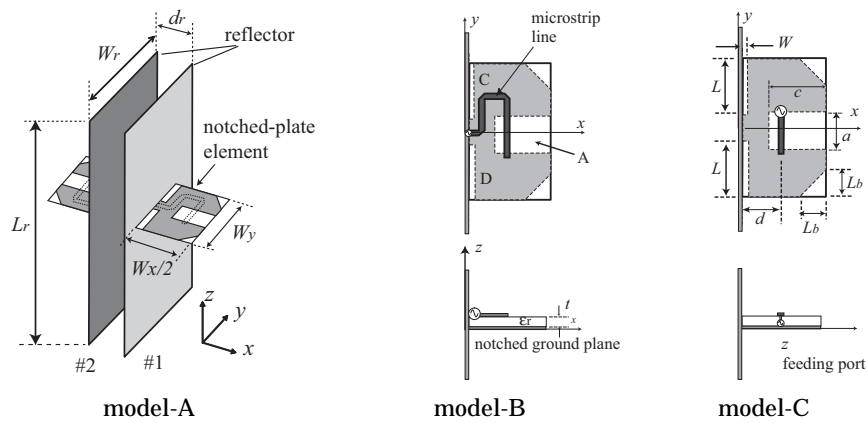 dr
Wr
reflector
notched-plate
element
Lr
Wy
Wx/2
z
y
x
#2
#1
model-A
y
microstrip
line
C
x
A
D
z
t
εr
x
notched ground plane
model-B
y
W
L
c
x
a
L
Lb
d
Lb
z
feeding port
model-C